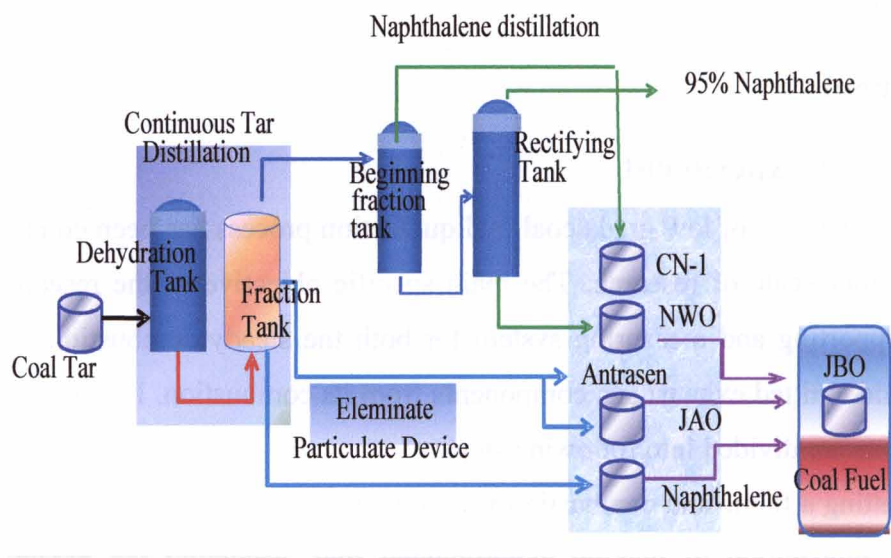 Naphthalene distillation
95% Naphthalene
Continuous Tar
Distillation
Beginning
fraction
tank
Rectifying
Tank
Dehydration
Tank
Fraction
Tank
Coal Tar
Eleminate
Particulate Device
CN-1
NWO
Antrasen
JAO
Naphthalene
JBO
Coal Fuel